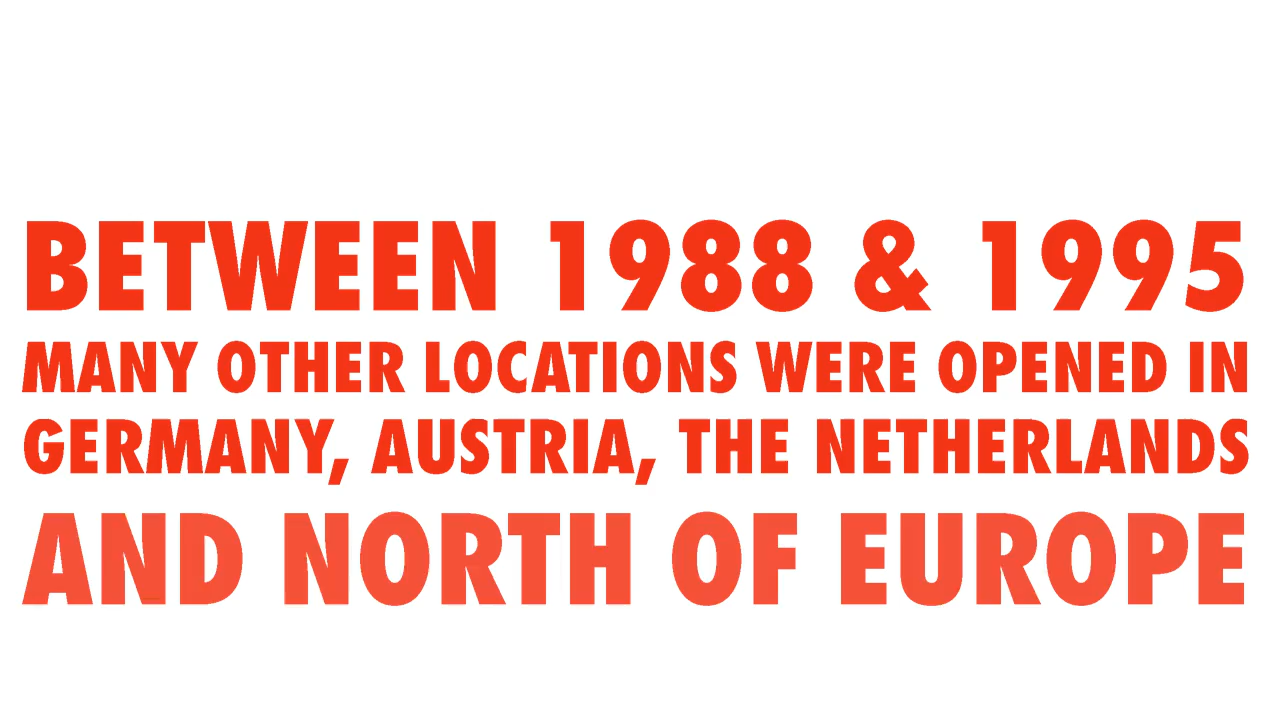 BETWEEN 1988 & 1995
MANY OTHER LOCATIONS WERE OPENED IN
GERMANY, AUSTRIA, THE NETHERLANDS
AND NORTH OF EUROPE